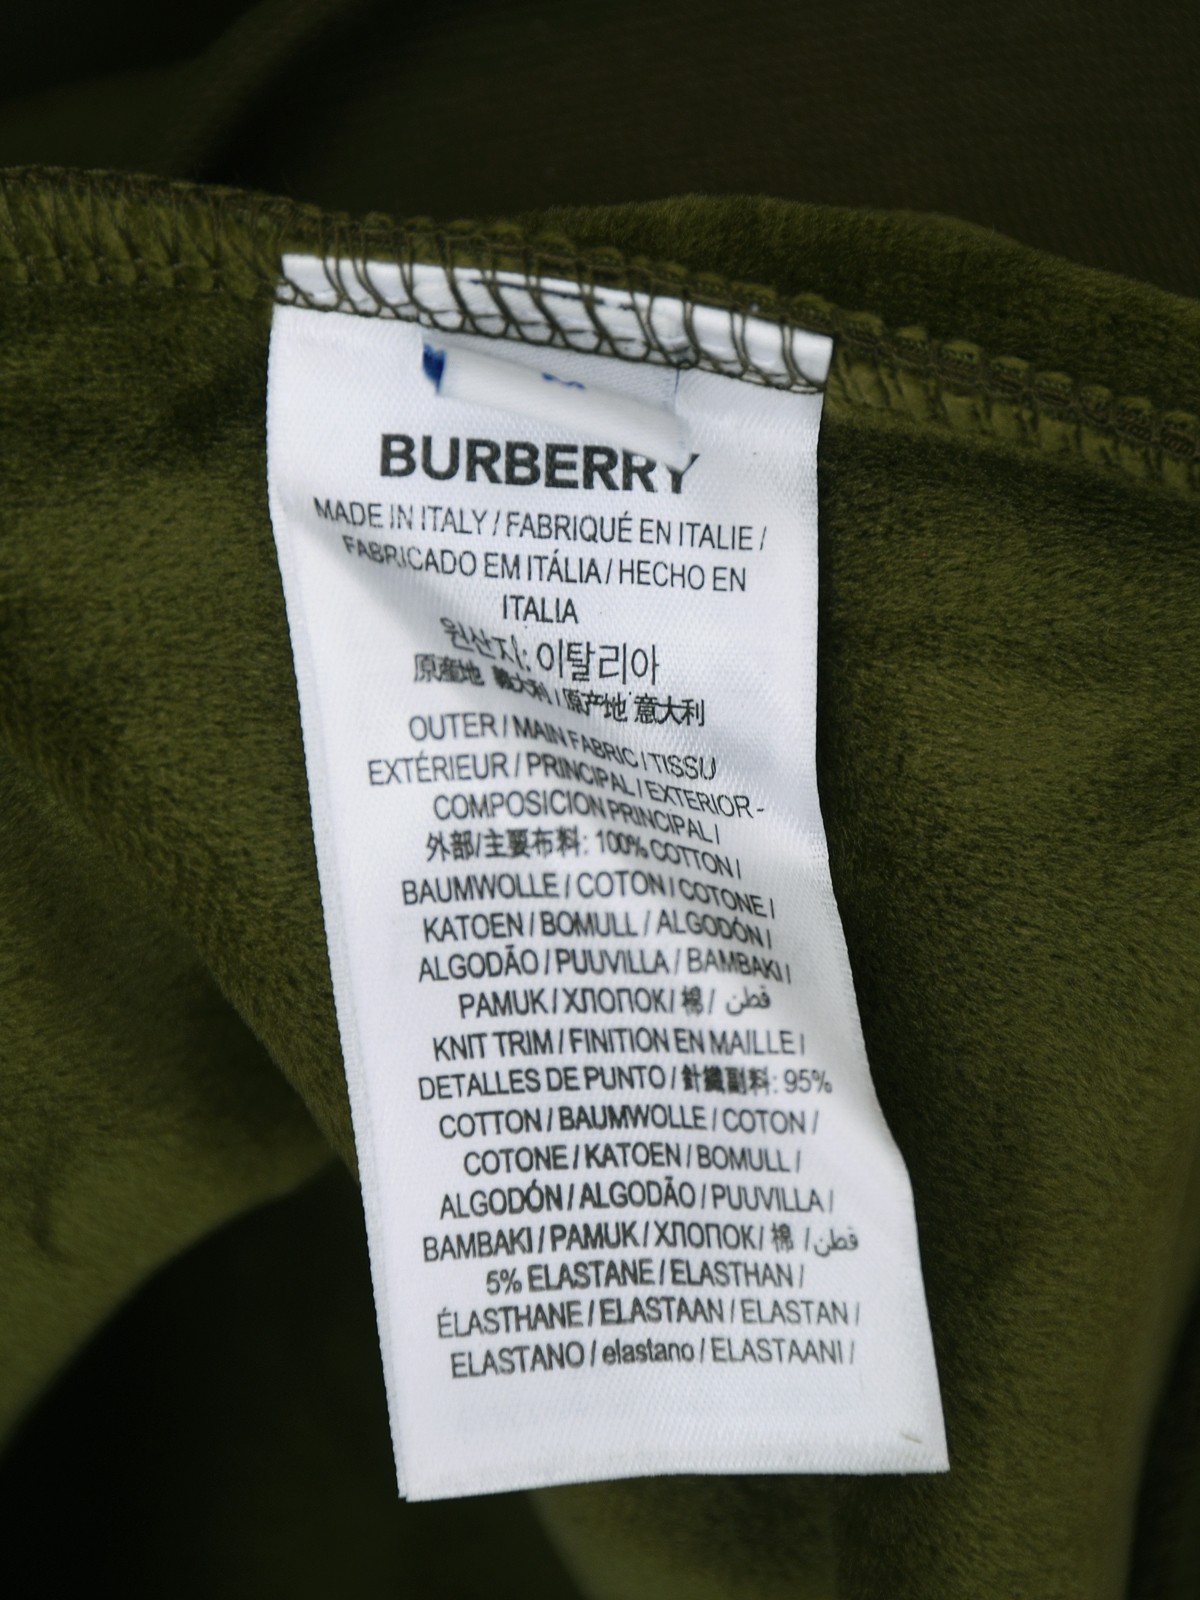 BURBERRY
MADE IN ITALY / FABRIQUÉ EN ITALIE /
FABRICADO EM ITÁLIA / HECHO EN
ITALIA
원산지: 이탈리아
原産地 義大利 / 原产地 意大利
OUTER / MAIN FABRIC / TISSU
EXTÉRIEUR / PRINCIPAL / EXTERIOR -
COMPOSICION PRINCIPAL /
外部/主要布料: 100% COTTON /
BAUMWOLLE / COTON / COTONE /
KATOEN / BOMULL / ALGODÓN /
ALGODÃO / PUUVILLA / BAMBAKI /
PAMUK / ХЛОПОК / 棉 / قطن
KNIT TRIM / FINITION EN MAILLE /
DETALLES DE PUNTO / 針織副料: 95%
COTTON / BAUMWOLLE / COTON /
COTONE / KATOEN / BOMULL /
ALGODÓN / ALGODÃO / PUUVILLA /
BAMBAKI / PAMUK / ХЛОПОК / 棉 / قطن
5% ELASTANE / ELASTHAN /
ÉLASTHANE / ELASTAAN / ELASTAN /
ELASTANO / elastano / ELASTAANI /